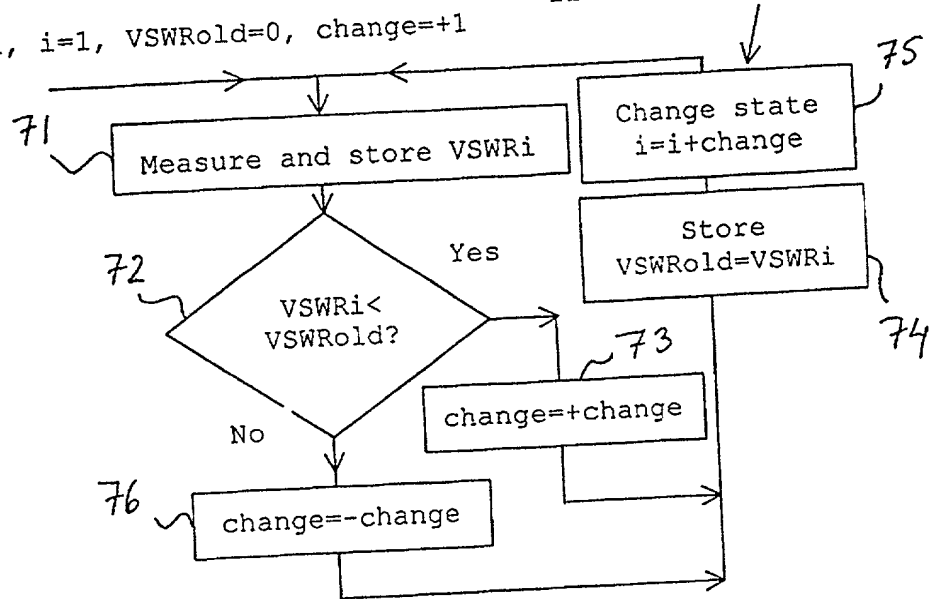 i=1, VSWRold=0, change=+1
75
Change state
i=i+change
71
Measure and store VSWRi
Store
VSWRold=VSWRi
74
72
Yes
VSWRi<
VSWRold?
73
change=+change
No
76
change=-change